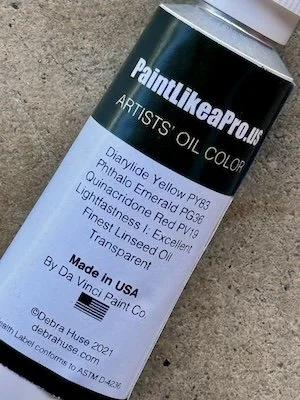 PaintLikeaPro.us
ARTISTS' OIL COLOR
Diarylide Yellow PY83
Phthalo Emerald PG36
Quinacridone Red PV19
Lightfastness I: Excellent
Finest Linseed Oil
Transparent
Made in USA
By Da Vinci Paint Co.
©Debra Huse 2021
debrahuse.com
Label conforms to ASTM D-4236